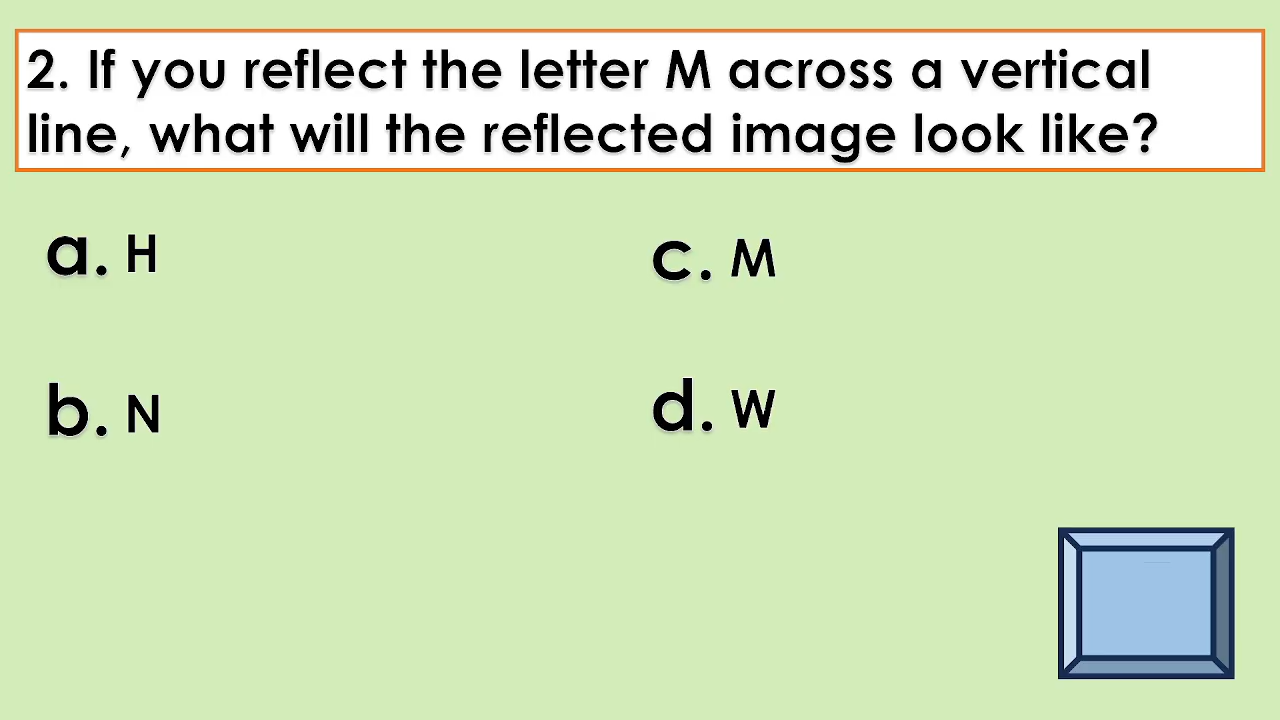 2. If you reflect the letter M across a vertical
line, what will the reflected image look like?
a. H
c. M
b. N
d. W